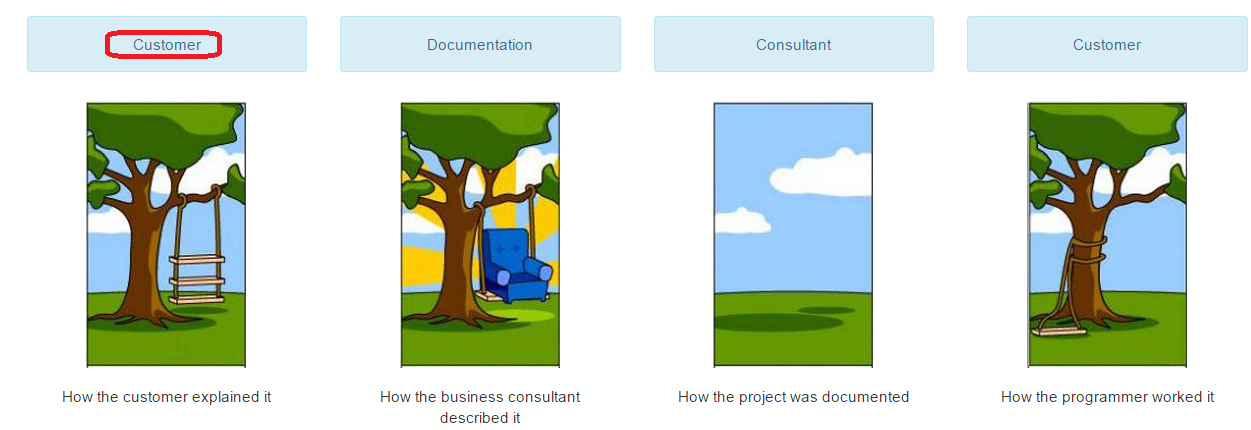 Customer
Documentation
Consultant
Customer
How the customer explained it
How the business consultant
described it
How the project was documented
How the programmer worked it